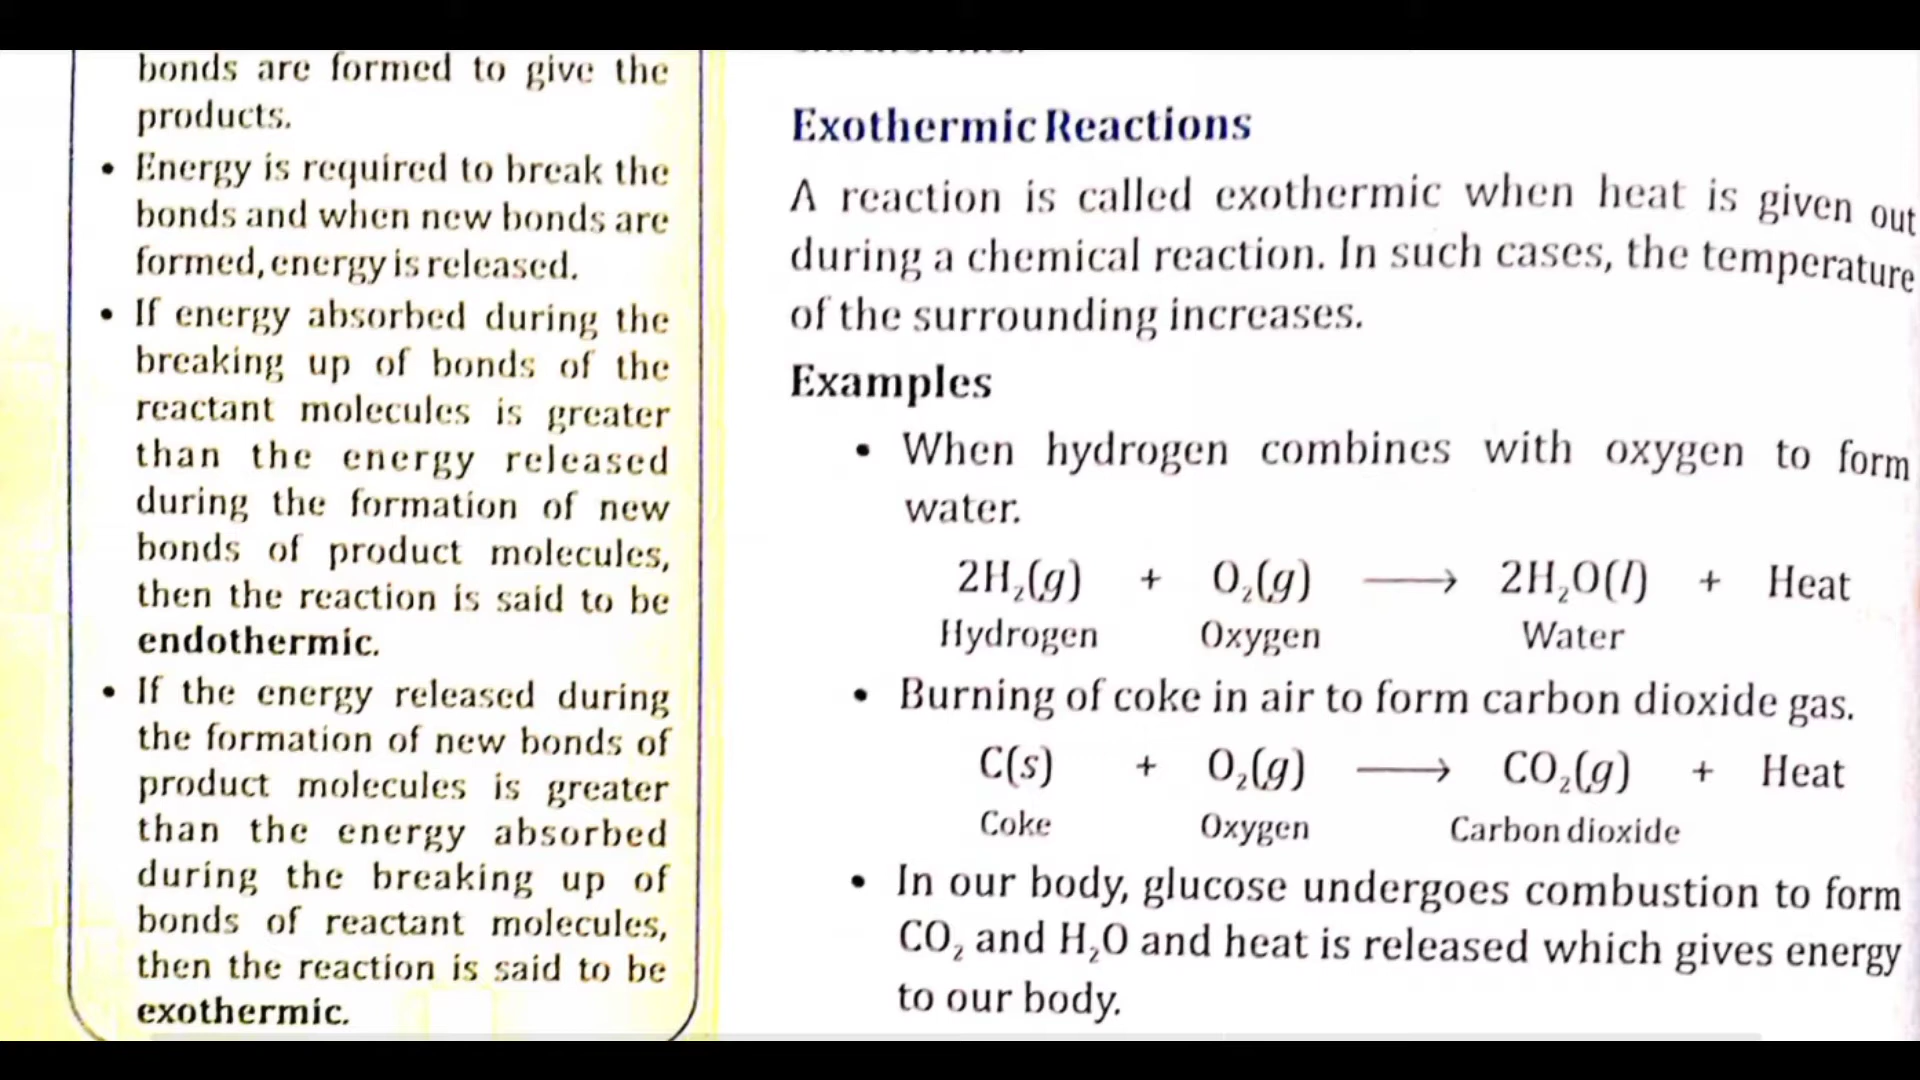 bonds are formed to give the
products.
• Energy is required to break the
bonds and when new bonds are
formed, energy is released.
• If energy absorbed during the
breaking up of bonds of the
reactant molecules is greater
than the energy released
during the formation of new
bonds of product molecules,
then the reaction is said to be
endothermic.
• If the energy released during
the formation of new bonds of
product molecules is greater
than the energy absorbed
during the breaking up of
bonds of reactant molecules,
then the reaction is said to be
exothermic.
Exothermic Reactions
A reaction is called exothermic when heat is given out
during a chemical reaction. In such cases, the temperature
of the surrounding increases.
Examples
• When hydrogen combines with oxygen to form
water.
2H₂(g) + O₂(g) ⟶ 2H₂O(l) + Heat
Hydrogen Oxygen Water
• Burning of coke in air to form carbon dioxide gas.
C(s) + O₂(g) ⟶ CO₂(g) + Heat
Coke Oxygen Carbon dioxide
• In our body, glucose undergoes combustion to form
CO₂ and H₂O and heat is released which gives energy
to our body.